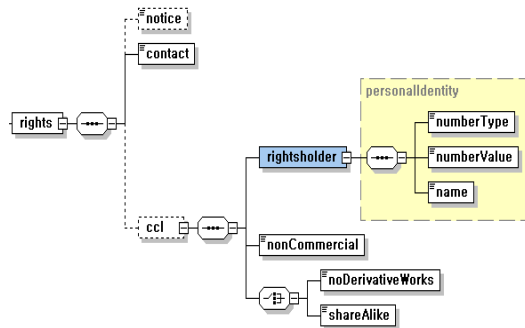 notice
contact
rights
personalIdentity
numberType
rightsholder
numberValue
name
ccl
nonCommercial
noDerivativeWorks
shareAlike